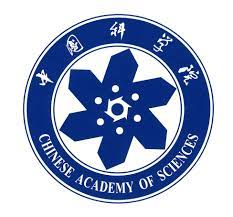 中国科学院
CHINESE ACADEMY OF SCIENCES